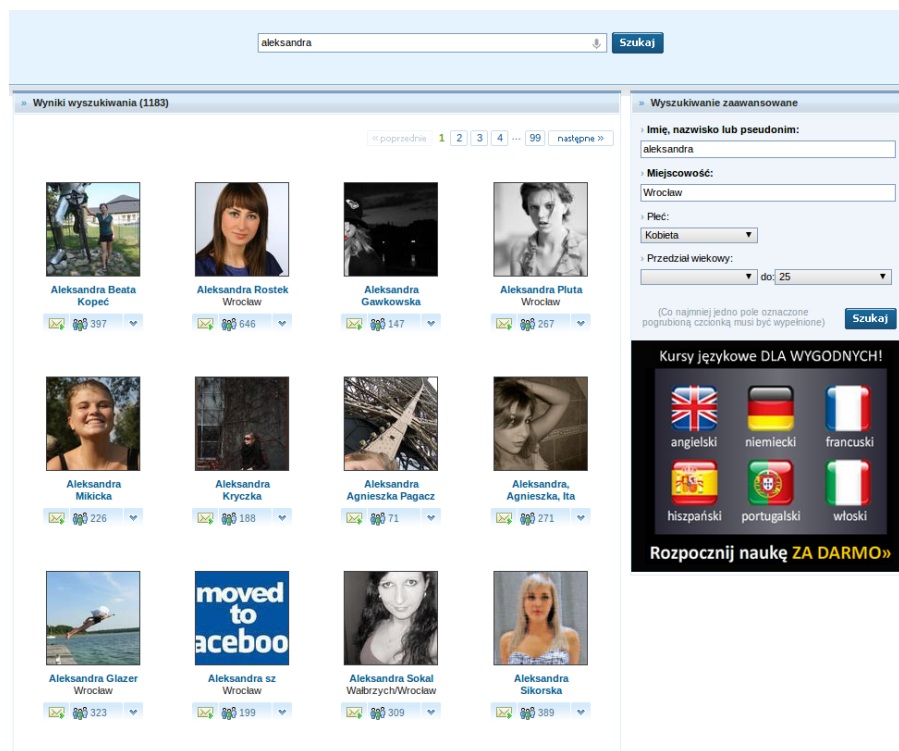 aleksandra
Szukaj
» Wyniki wyszukiwania (1183)
« poprzednie 1 2 3 4 ... 99 następne »
Aleksandra Beata
Kopeć
397
Aleksandra Rostek
Wrocław
646
Aleksandra
Gawkowska
147
Aleksandra Pluta
Wrocław
267
Aleksandra
Mikicka
226
Aleksandra
Kryczka
188
Aleksandra
Agnieszka Pagacz
71
Aleksandra,
Agnieszka, Ita
271
Aleksandra Glazer
Wrocław
323
moved
to
aceboo
Aleksandra sz
Wrocław
199
Aleksandra Sokal
Wałbrzych/Wrocław
309
Aleksandra
Sikorska
389
» Wyszukiwanie zaawansowane
› Imię, nazwisko lub pseudonim:
aleksandra
› Miejscowość:
Wrocław
› Płeć:
Kobieta
› Przedział wiekowy:
do: 25
(Co najmniej jedno pole oznaczone
pogrubioną czcionką musi być wypełnione)
Szukaj
Kursy językowe DLA WYGODNYCH!
angielski niemiecki francuski
hiszpański portugalski włoski
Rozpocznij naukę ZA DARMO»